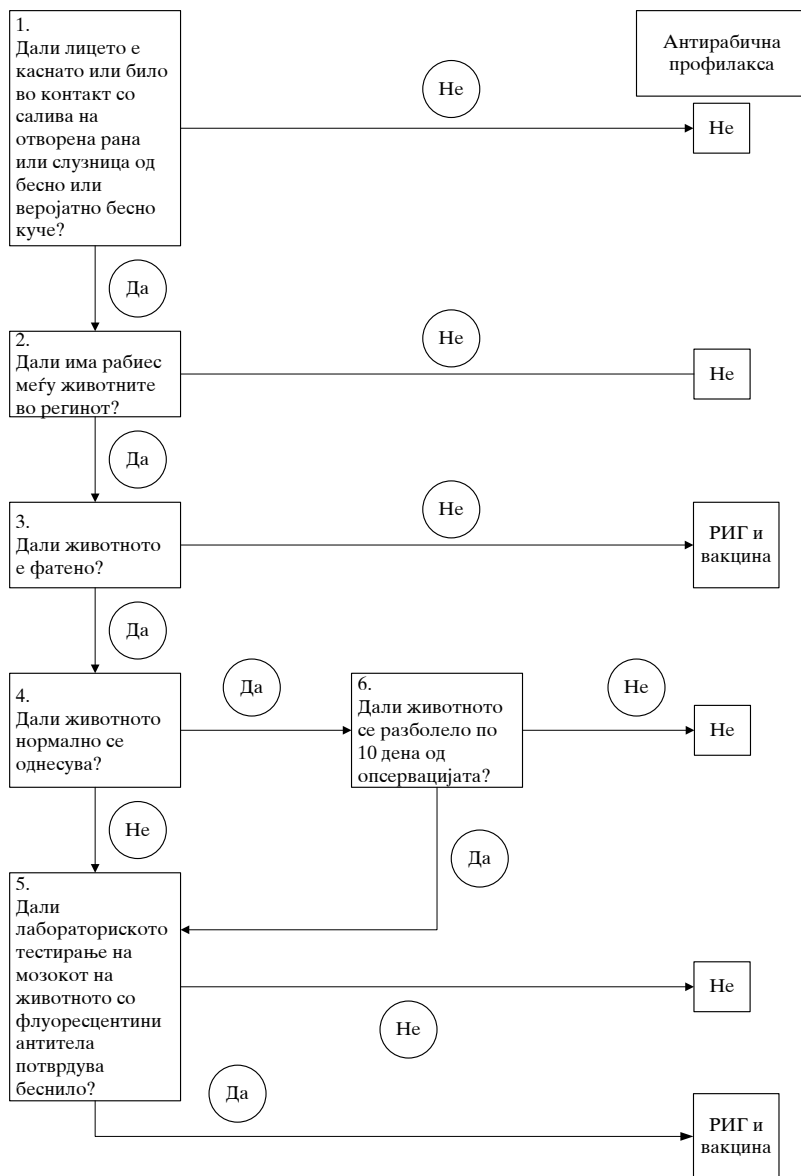 1.
Дали лицето е
каснато или било
во контакт со
салива на
отворена рана
или слузница од
бесно или
веројатно бесно
куче?
Не
Антирабична
профилакса
Не
Да
2.
Дали има рабиес
меѓу животните
во регинот?
Не
Не
Да
3.
Дали животното
е фатено?
Не
РИГ и
вакцина
Да
4.
Дали животното
нормално се
однесува?
Да
6.
Дали животното
се разболело по
10 дена од
опсервацијата?
Не
Не
Не
Да
5.
Дали
лабораториското
тестирање на
мозокот на
животното со
флуоресцентини
антитела
потврдува
беснило?
Не
Не
Да
РИГ и
вакцина